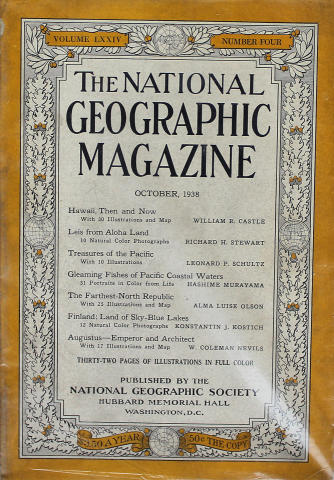 VOLUME LXXIV NUMBER FOUR
THE NATIONAL
GEOGRAPHIC
MAGAZINE
OCTOBER, 1938
Hawaii, Then and Now
With 30 Illustrations and Map WILLIAM R. CASTLE
Leis from Aloha Land
10 Natural Color Photographs RICHARD H. STEWART
Treasures of the Pacific
With 10 Illustrations LEONARD P. SCHULTZ
Gleaming Fishes of Pacific Coastal Waters
31 Portraits in Color from Life HASHIME MURAYAMA
The Farthest-North Republic
With 25 Illustrations and Map ALMA LUISE OLSON
Finland: Land of Sky-Blue Lakes
12 Natural Color Photographs KONSTANTIN J. KOSTICH
Augustus—Emperor and Architect
With 17 Illustrations and Map W. COLEMAN NEVILS
THIRTY-TWO PAGES OF ILLUSTRATIONS IN FULL COLOR
PUBLISHED BY THE
NATIONAL GEOGRAPHIC SOCIETY
HUBBARD MEMORIAL HALL
WASHINGTON, D.C.
$3.50 A YEAR 50¢ THE COPY